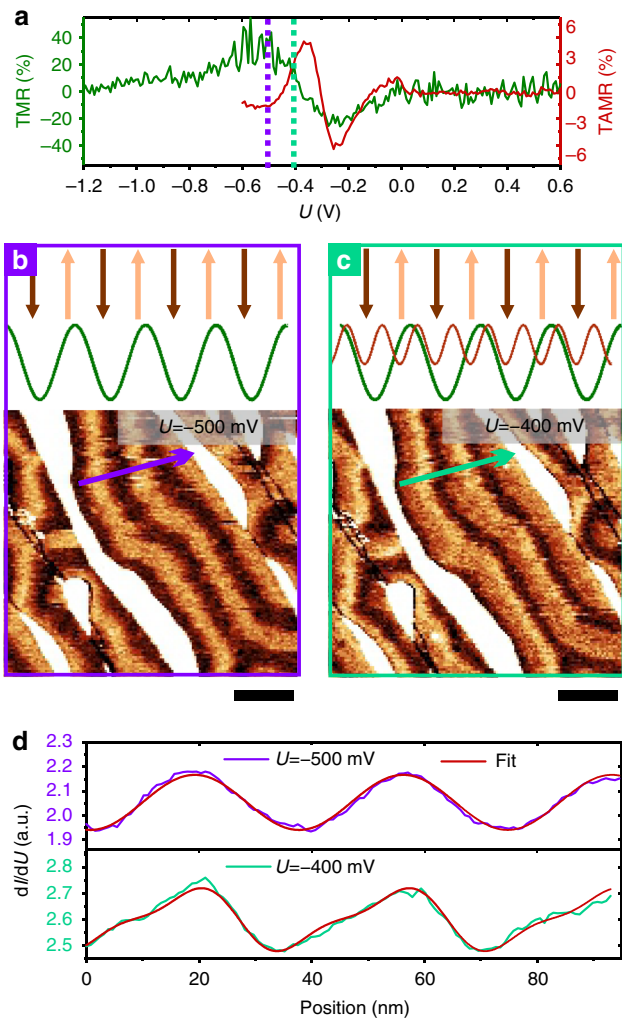 a
40
20
0
−20
−40
TMR (%)
6
3
0
−3
−6
TAMR (%)
−1.2 −1.0 −0.8 −0.6 −0.4 −0.2 0.0 0.2 0.4 0.6
U (V)
b
U=−500 mV
c
U=−400 mV
d
2.3
2.2
2.1
2.0
1.9
U=−500 mV
Fit
dI/dU (a.u.)
2.8
2.7
2.6
2.5
U=−400 mV
0 20 40 60 80
Position (nm)